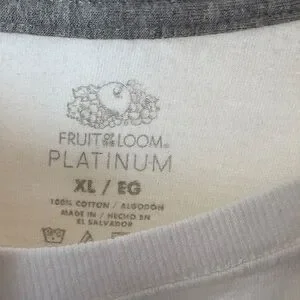 FRUIT OF THE LOOM®
PLATINUM
XL / EG
100% COTTON / ALGODON
MADE IN / HECHO EN
EL SALVADOR